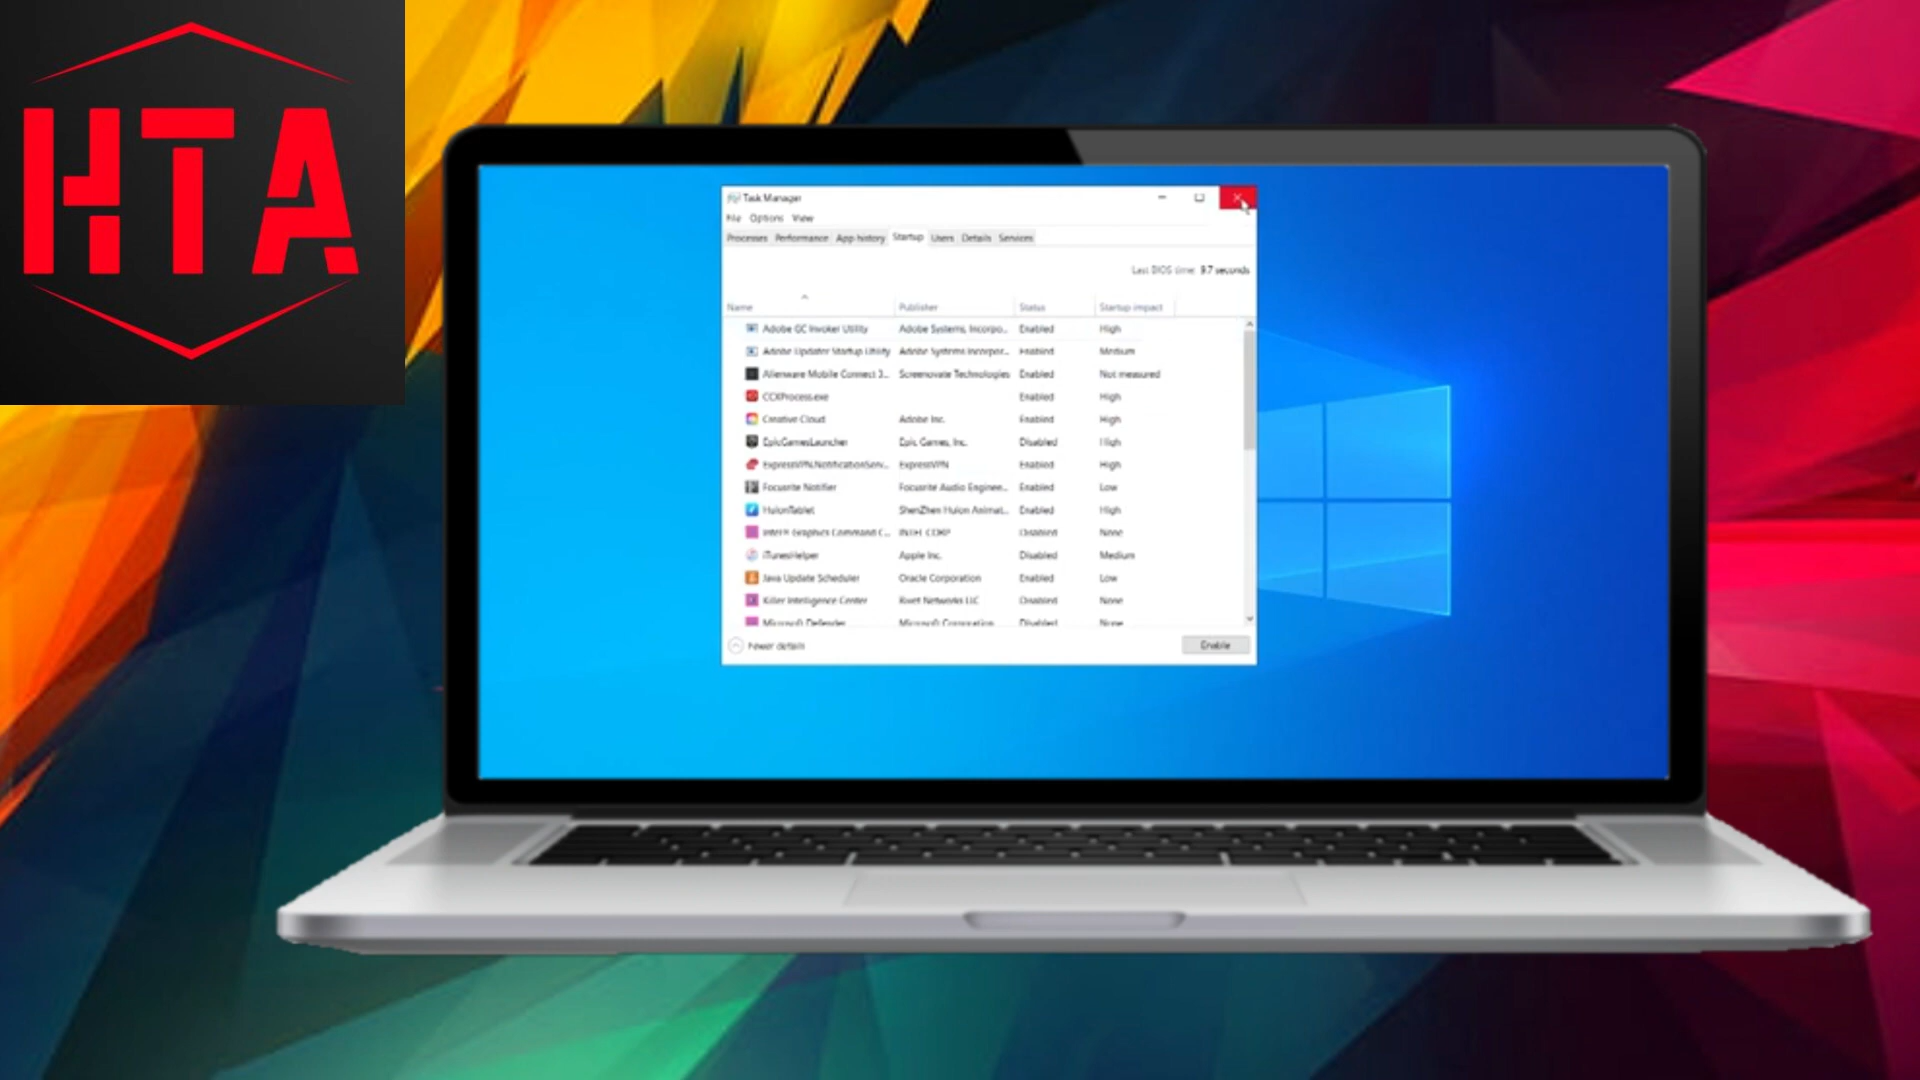 HTA
Task Manager
File Options View
Processes Performance App history Startup Users Details Services
Last BIOS time: 9.7 seconds
Name Publisher Status Startup impact
Adobe GC Invoker Utility Adobe Systems, Incorpo... Enabled High
Adobe Updater Startup Utility Adobe Systems Incorpor... Enabled Medium
Alienware Mobile Connect 3... Screenovate Technologies Enabled Not measured
CCXProcess.exe Enabled High
Creative Cloud Adobe Inc. Enabled High
EpicGamesLauncher Epic Games, Inc. Disabled High
ExpressVPN.NotificationServ... ExpressVPN Enabled High
Focusrite Notifier Focusrite Audio Engineer... Enabled Low
HuionTablet ShenZhen Huion Animat... Enabled High
Intel® Graphics Command C... INTEL CORP Disabled None
iTunesHelper Apple Inc. Disabled Medium
Java Update Scheduler Oracle Corporation Enabled Low
Killer Intelligence Center Rivet Networks LLC Disabled None
Microsoft Defender Microsoft Corporation Disabled None
Fewer details Enable